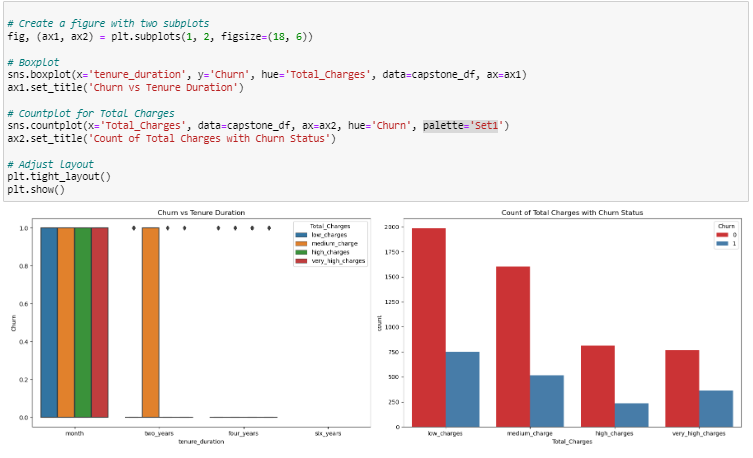 # Create a figure with two subplots
fig, (ax1, ax2) = plt.subplots(1, 2, figsize=(18, 6))
# Boxplot
sns.boxplot(x='tenure_duration', y='Churn', hue='Total_Charges', data=capstone_df, ax=ax1)
ax1.set_title('Churn vs Tenure Duration')
# Countplot for Total Charges
sns.countplot(x='Total_Charges', data=capstone_df, ax=ax2, hue='Churn', palette='Set1')
ax2.set_title('Count of Total Charges with Churn Status')
# Adjust layout
plt.tight_layout()
plt.show()
Churn vs Tenure Duration
Total_Charges
low_charges
medium_charge
high_charges
very_high_charges
1.0
0.8
0.6
0.4
0.2
0.0
Churn
month two_years four_years six_years
tenure_duration
Count of Total Charges with Churn Status
Churn
0
1
2000
1750
1500
1250
1000
750
500
250
0
count
low_charges medium_charge high_charges very_high_charges
Total_Charges